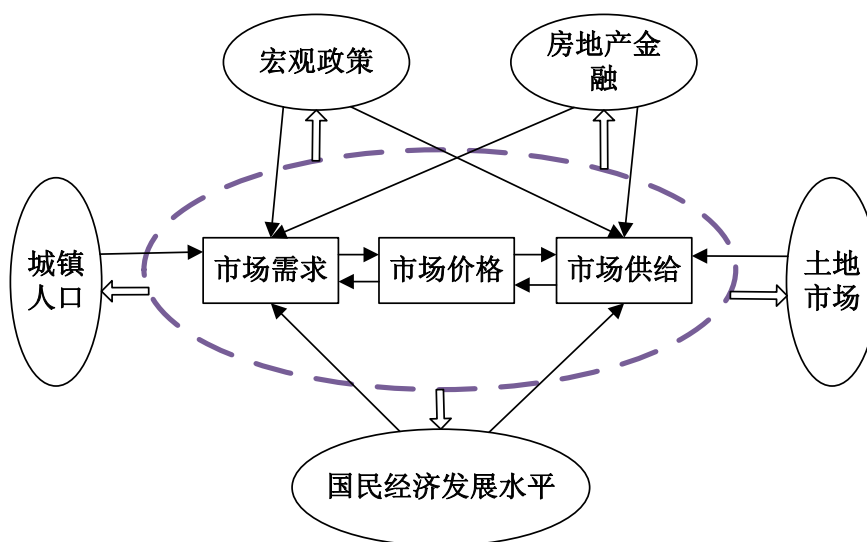 宏观政策
房地产金
融
城镇
人口
市场需求
市场价格
市场供给
土地
市场
国民经济发展水平